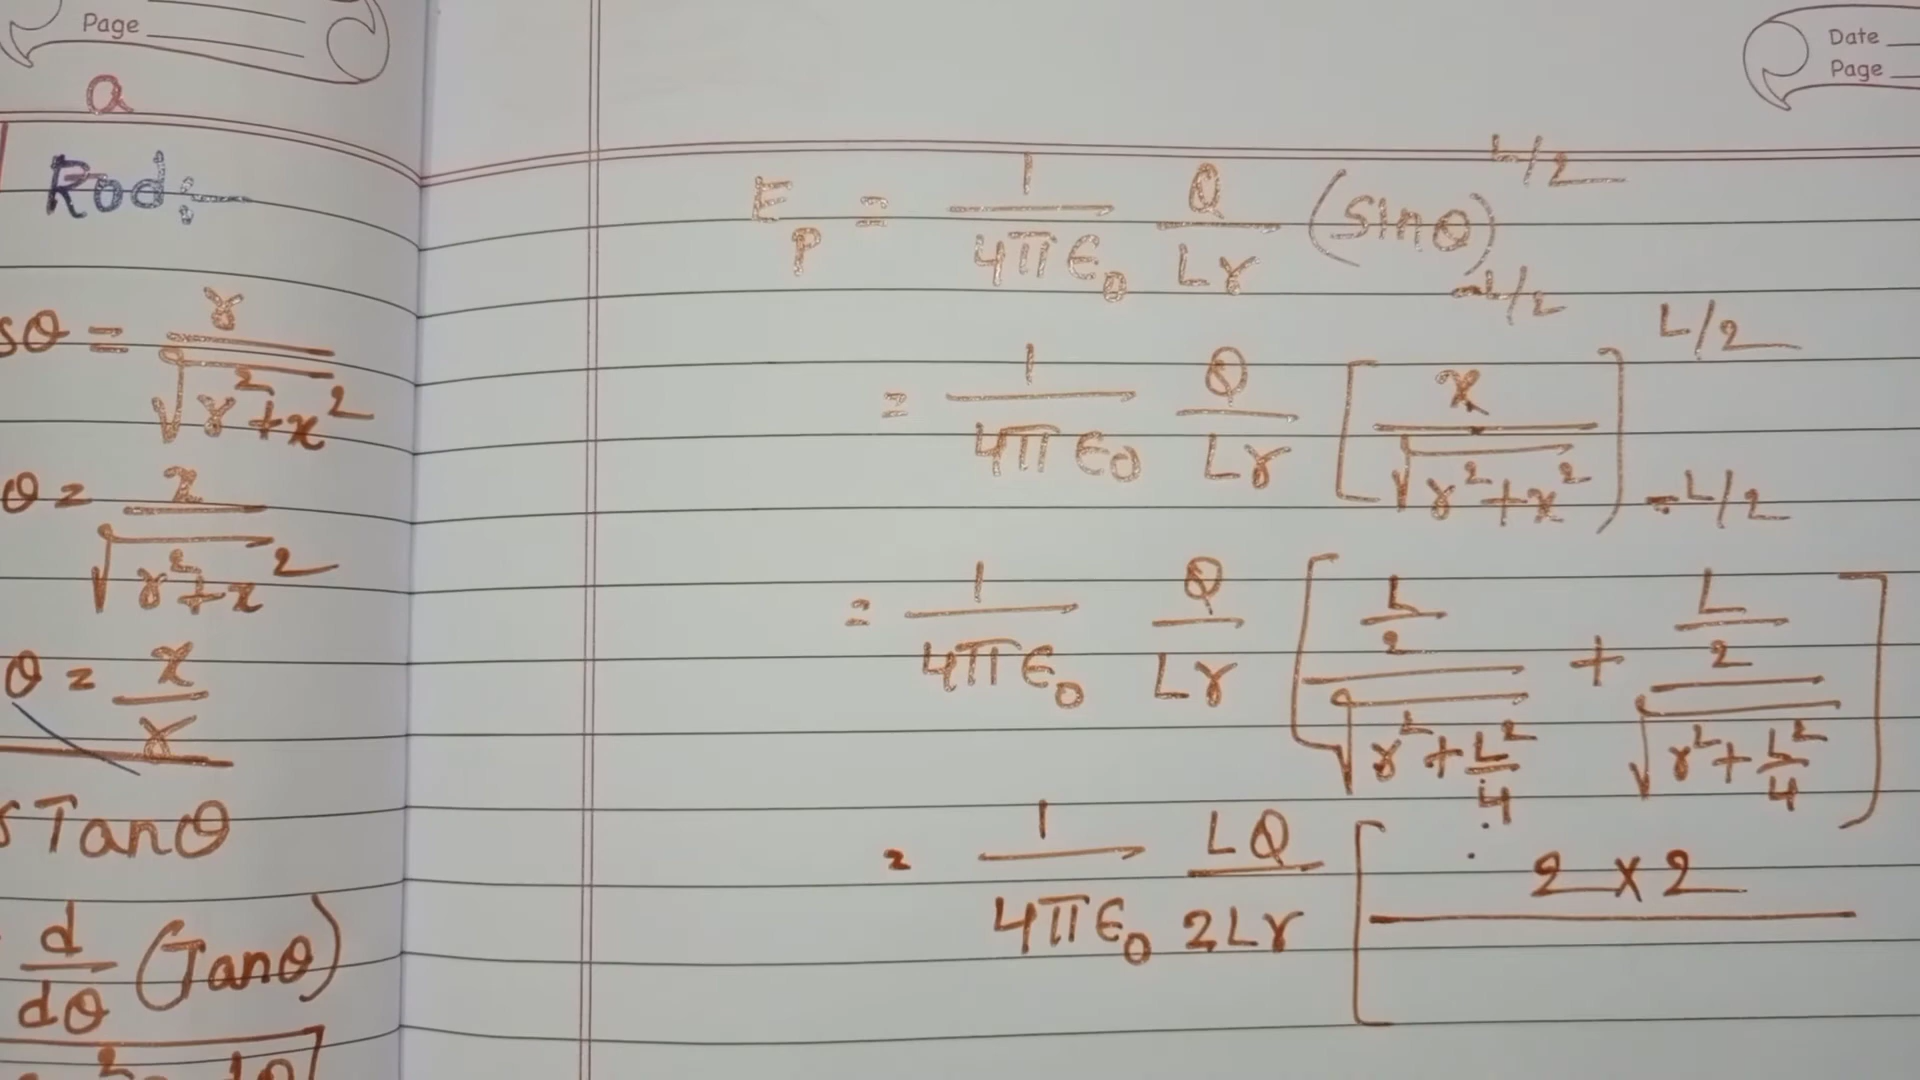 Page
a
Rod:-
sθ = r/√(r²+x²)
θ = x/√(r²+x²)
θ = x/r
sTanθ
d/dθ (Tanθ)
Date
Page
E_P = 1/4πε₀ Q/Lr (Sinθ)_{-L/2}^{L/2}
= 1/4πε₀ Q/Lr [x/√(r²+x²)]_{-L/2}^{L/2}
= 1/4πε₀ Q/Lr [(L/2)/√(r²+L²/4) + (L/2)/√(r²+L²/4)]
= 1/4πε₀ LQ/2Lr [2×2